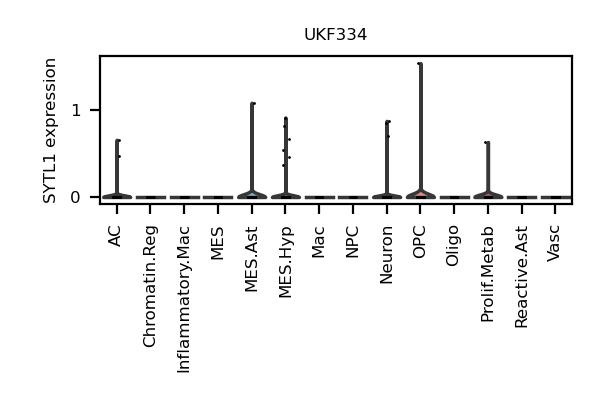 UKF334
SYTL1 expression
1
0
AC
Chromatin.Reg
Inflammatory.Mac
MES
MES.Ast
MES.Hyp
Mac
NPC
Neuron
OPC
Oligo
Prolif.Metab
Reactive.Ast
Vasc